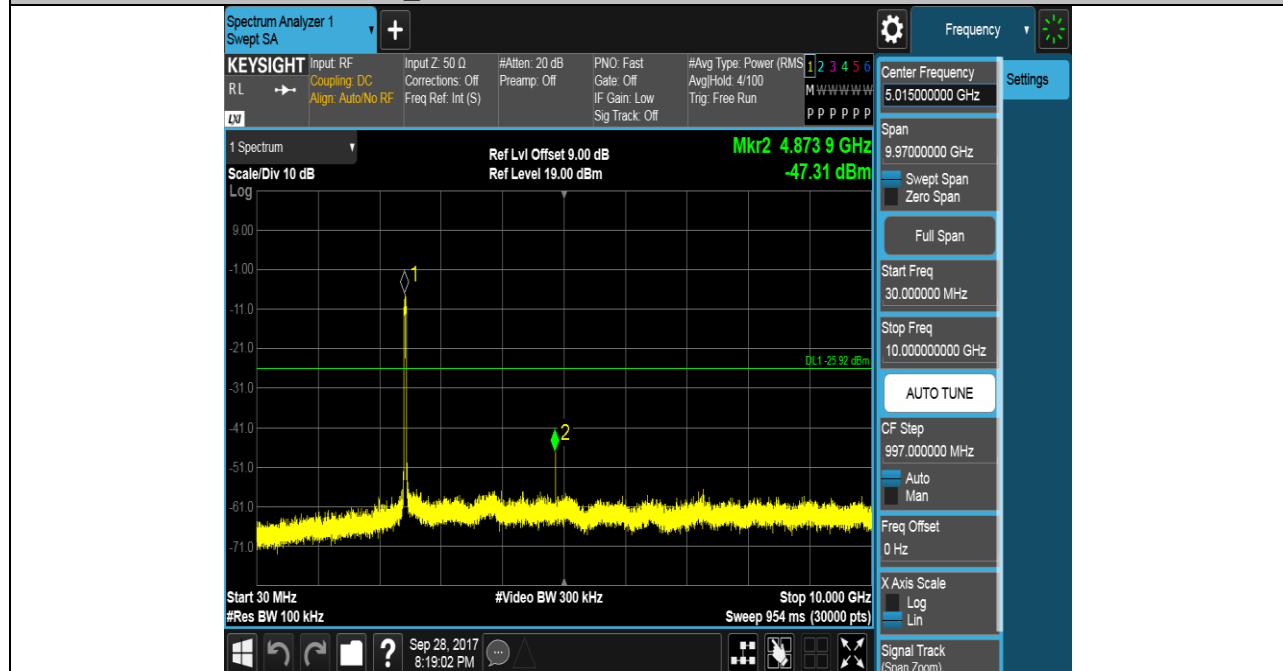 Spectrum Analyzer 1
Swept SA
+
Frequency
KEYSIGHT
RL
LXI
Input: RF
Coupling: DC
Align: Auto/No RF
Input Z: 50 Ω
Corrections: Off
Freq Ref: Int (S)
#Atten: 20 dB
Preamp: Off
PNO: Fast
Gate: Off
IF Gain: Low
Sig Track: Off
#Avg Type: Power (RMS
Avg|Hold: 4/100
Trig: Free Run
1 2 3 4 5 6
M W W W W W
P P P P P P
1 Spectrum
Scale/Div 10 dB
Log
Ref Lvl Offset 9.00 dB
Ref Level 19.00 dBm
Mkr2 4.873 9 GHz
-47.31 dBm
9.00
-1.00
-11.0
-21.0
-31.0
-41.0
-51.0
-61.0
-71.0
1
DL1 -25.92 dBm
2
Start 30 MHz
#Res BW 100 kHz
#Video BW 300 kHz
Stop 10.000 GHz
Sweep 954 ms (30000 pts)
?
Sep 28, 2017
8:19:02 PM
Center Frequency
5.015000000 GHz
Settings
Span
9.97000000 GHz
Swept Span
Zero Span
Full Span
Start Freq
30.000000 MHz
Stop Freq
10.000000000 GHz
AUTO TUNE
CF Step
997.000000 MHz
Auto
Man
Freq Offset
0 Hz
X Axis Scale
Log
Lin
Signal Track
(Span Zoom)